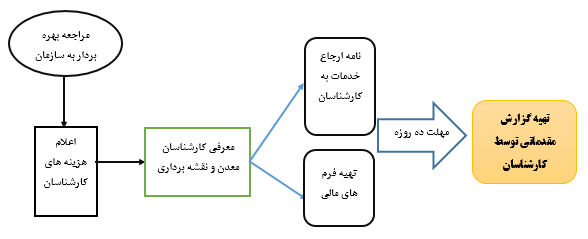 مراجعه بهره
بردار به سازمان
اعلام
هزینه های
کارشناسان
معرفی کارشناسان
معدن و نقشه برداری
نامه ارجاع
خدمات به
کارشناسان
تهیه فرم
های مالی
مهلت ده روزه
تهیه گزارش
مقدماتی توسط
کارشناسان